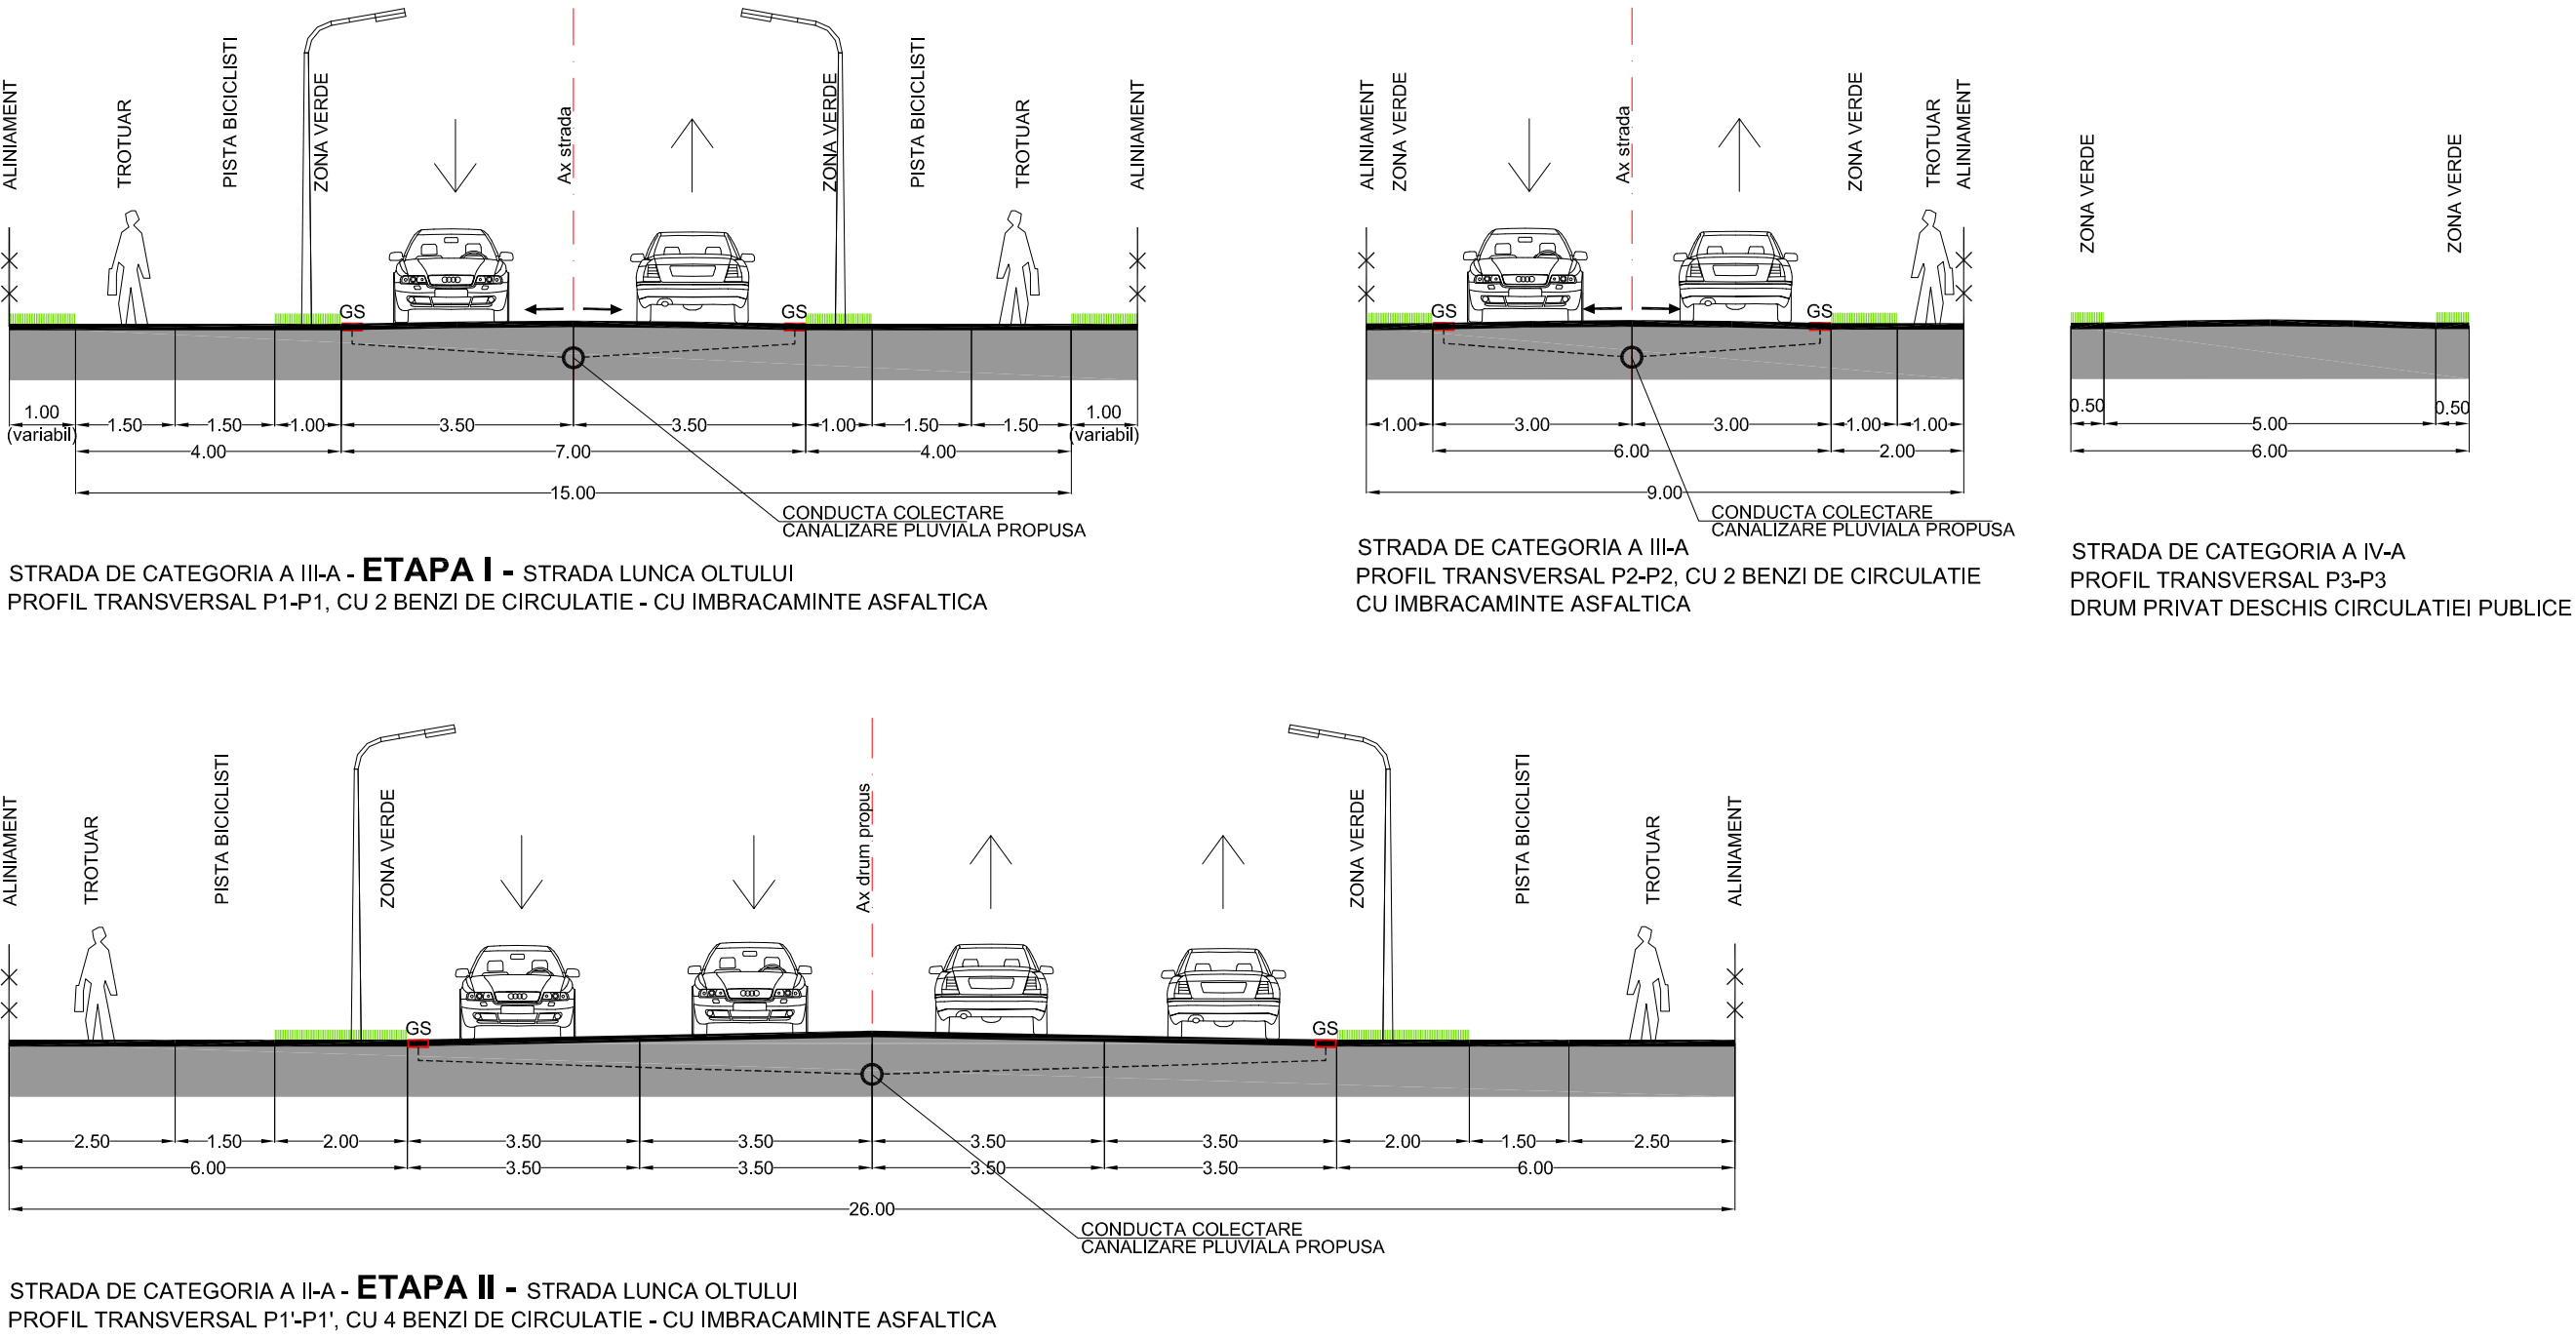 ALINIAMENT
TROTUAR
PISTA BICICLISTI
ZONA VERDE
Ax strada
ZONA VERDE
PISTA BICICLISTI
TROTUAR
ALINIAMENT
GS
GS
1.00
(variabil)
1.50
1.50
1.00
3.50
3.50
1.00
1.50
1.50
1.00
(variabil)
4.00
7.00
4.00
15.00
CONDUCTA COLECTARE
CANALIZARE PLUVIALA PROPUSA
STRADA DE CATEGORIA A III-A - ETAPA I - STRADA LUNCA OLTULUI
PROFIL TRANSVERSAL P1-P1, CU 2 BENZI DE CIRCULATIE - CU IMBRACAMINTE ASFALTICA
ALINIAMENT
ZONA VERDE
Ax strada
ZONA VERDE
TROTUAR
ALINIAMENT
GS
GS
1.00
3.00
3.00
1.00
1.00
6.00
2.00
9.00
CONDUCTA COLECTARE
CANALIZARE PLUVIALA PROPUSA
STRADA DE CATEGORIA A III-A
PROFIL TRANSVERSAL P2-P2, CU 2 BENZI DE CIRCULATIE
CU IMBRACAMINTE ASFALTICA
ZONA VERDE
ZONA VERDE
0.50
5.00
0.50
6.00
STRADA DE CATEGORIA A IV-A
PROFIL TRANSVERSAL P3-P3
DRUM PRIVAT DESCHIS CIRCULATIEI PUBLICE
ALINIAMENT
TROTUAR
PISTA BICICLISTI
ZONA VERDE
Ax drum propus
ZONA VERDE
PISTA BICICLISTI
TROTUAR
ALINIAMENT
GS
GS
2.50
1.50
2.00
3.50
3.50
3.50
3.50
2.00
1.50
2.50
6.00
3.50
3.50
3.50
3.50
6.00
26.00
CONDUCTA COLECTARE
CANALIZARE PLUVIALA PROPUSA
STRADA DE CATEGORIA A II-A - ETAPA II - STRADA LUNCA OLTULUI
PROFIL TRANSVERSAL P1'-P1', CU 4 BENZI DE CIRCULATIE - CU IMBRACAMINTE ASFALTICA